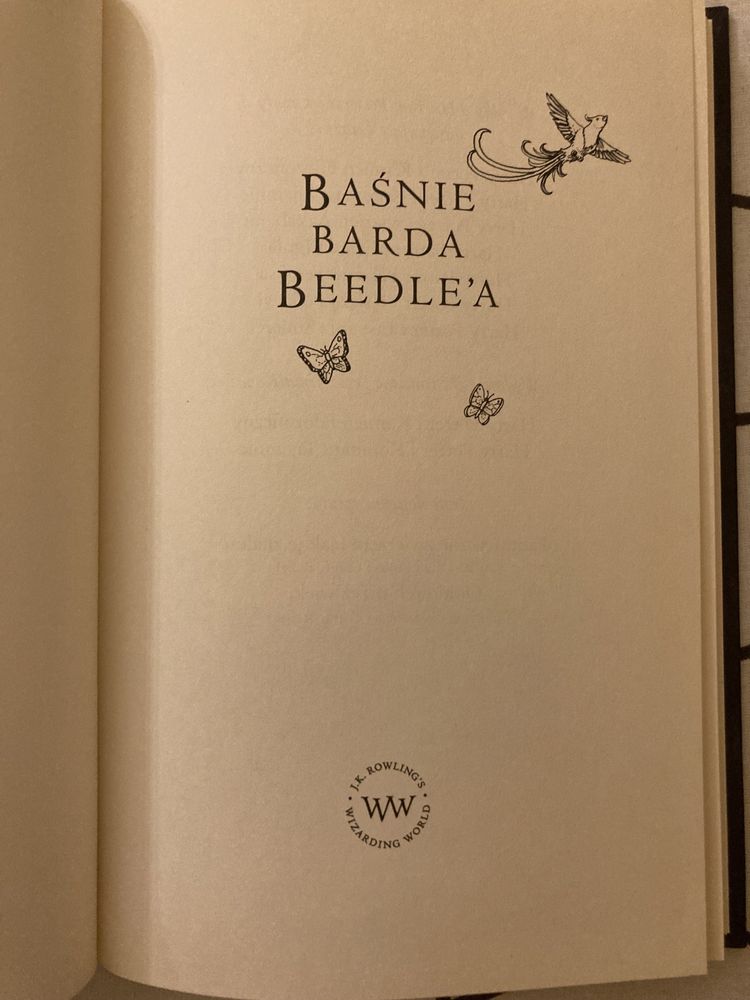 BAŚNIE
BARDA
BEEDLE’A
J.K. ROWLING'S
WW
WIZARDING WORLD